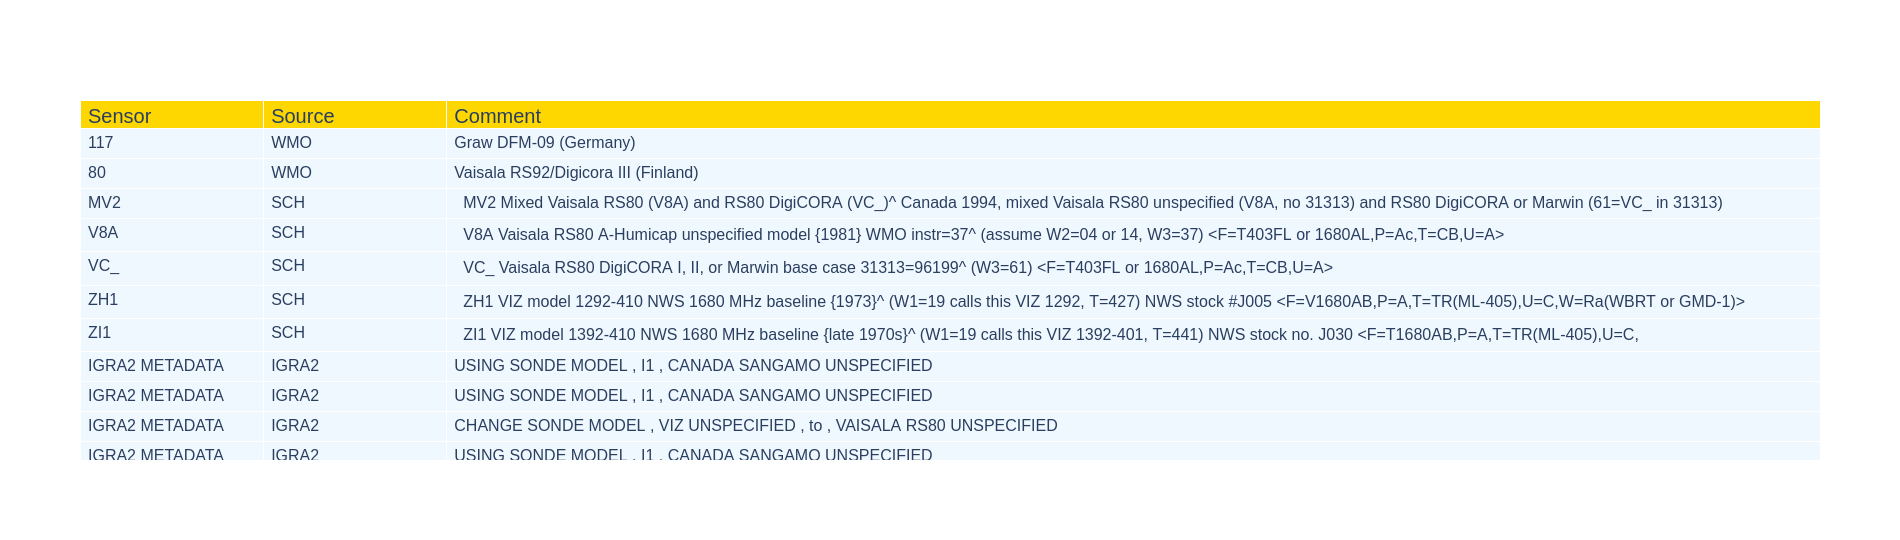 Sensor Source Comment
117 WMO Graw DFM-09 (Germany)
80 WMO Vaisala RS92/Digicora III (Finland)
MV2 SCH MV2 Mixed Vaisala RS80 (V8A) and RS80 DigiCORA (VC_)^ Canada 1994, mixed Vaisala RS80 unspecified (V8A, no 31313) and RS80 DigiCORA or Marwin (61=VC_ in 31313)
V8A SCH V8A Vaisala RS80 A-Humicap unspecified model {1981} WMO instr=37^ (assume W2=04 or 14, W3=37) <F=T403FL or 1680AL,P=Ac,T=CB,U=A>
VC_ SCH VC_ Vaisala RS80 DigiCORA I, II, or Marwin base case 31313=96199^ (W3=61) <F=T403FL or 1680AL,P=Ac,T=CB,U=A>
ZH1 SCH ZH1 VIZ model 1292-410 NWS 1680 MHz baseline {1973}^ (W1=19 calls this VIZ 1292, T=427) NWS stock #J005 <F=V1680AB,P=A,T=TR(ML-405),U=C,W=Ra(WBRT or GMD-1)>
ZI1 SCH ZI1 VIZ model 1392-410 NWS 1680 MHz baseline {late 1970s}^ (W1=19 calls this VIZ 1392-401, T=441) NWS stock no. J030 <F=T1680AB,P=A,T=TR(ML-405),U=C,
IGRA2 METADATA IGRA2 USING SONDE MODEL , I1 , CANADA SANGAMO UNSPECIFIED
IGRA2 METADATA IGRA2 USING SONDE MODEL , I1 , CANADA SANGAMO UNSPECIFIED
IGRA2 METADATA IGRA2 CHANGE SONDE MODEL , VIZ UNSPECIFIED , to , VAISALA RS80 UNSPECIFIED
IGRA2 METADATA IGRA2 USING SONDE MODEL , I1 , CANADA SANGAMO UNSPECIFIED